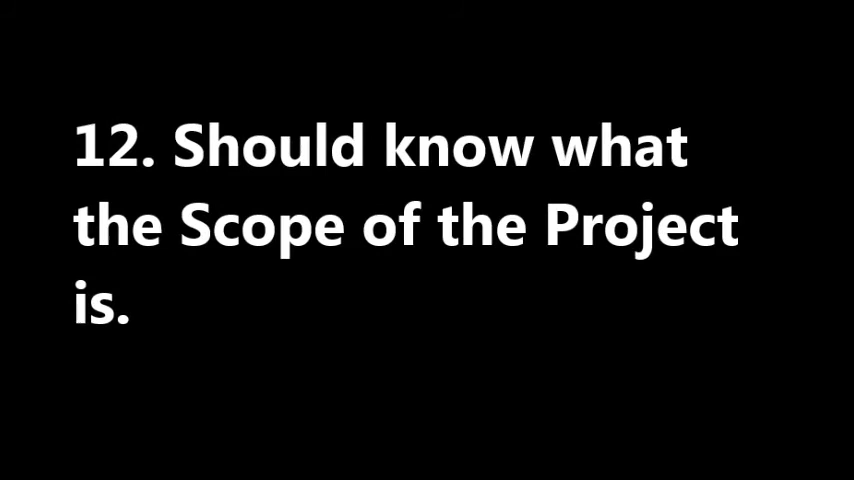 12. Should know what
the Scope of the Project
is.